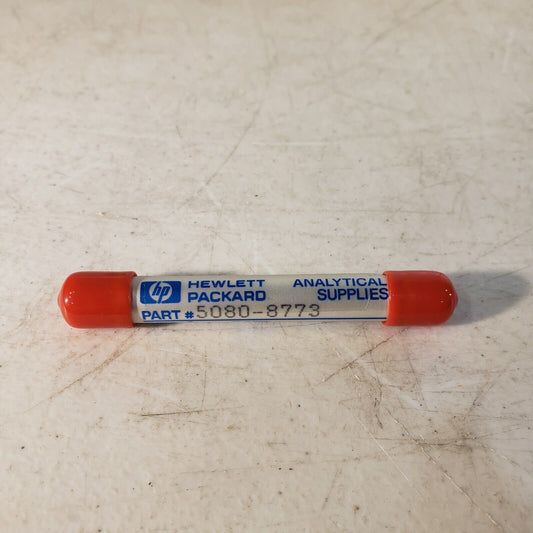 hp HEWLETT PACKARD ANALYTICAL SUPPLIES
PART # 5080-8773